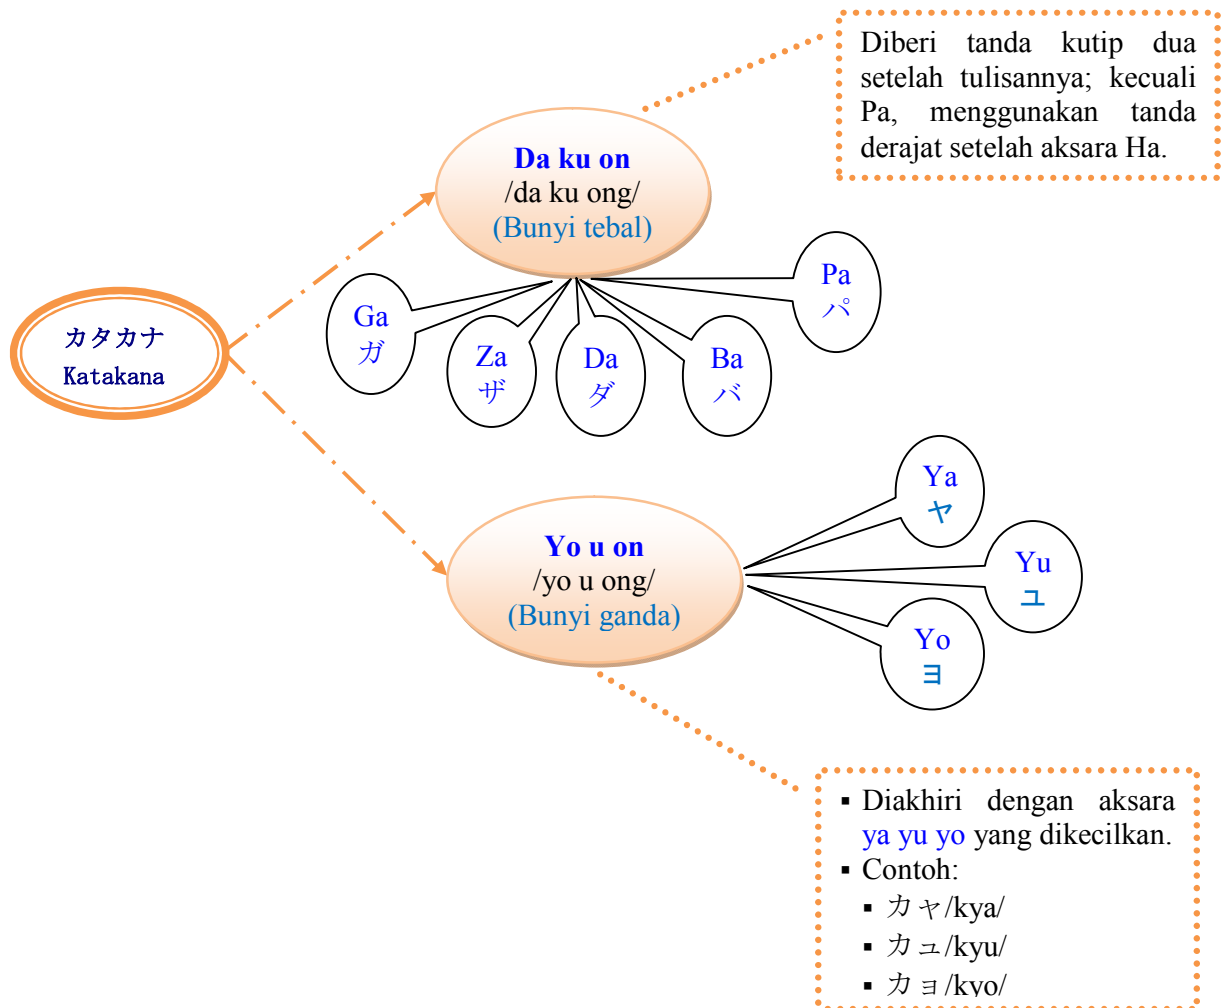 Diberi tanda kutip dua
setelah tulisannya; kecuali
Pa, menggunakan tanda
derajat setelah aksara Ha.
Da ku on
/da ku ong/
(Bunyi tebal)
Ga
ガ
Za
ザ
Da
ダ
Ba
バ
Pa
パ
カタカナ
Katakana
Yo u on
/yo u ong/
(Bunyi ganda)
Ya
ヤ
Yu
ユ
Yo
ヨ
▪ Diakhiri dengan aksara
ya yu yo yang dikecilkan.
▪ Contoh:
▪ カャ/kya/
▪ カュ/kyu/
▪ カョ/kyo/